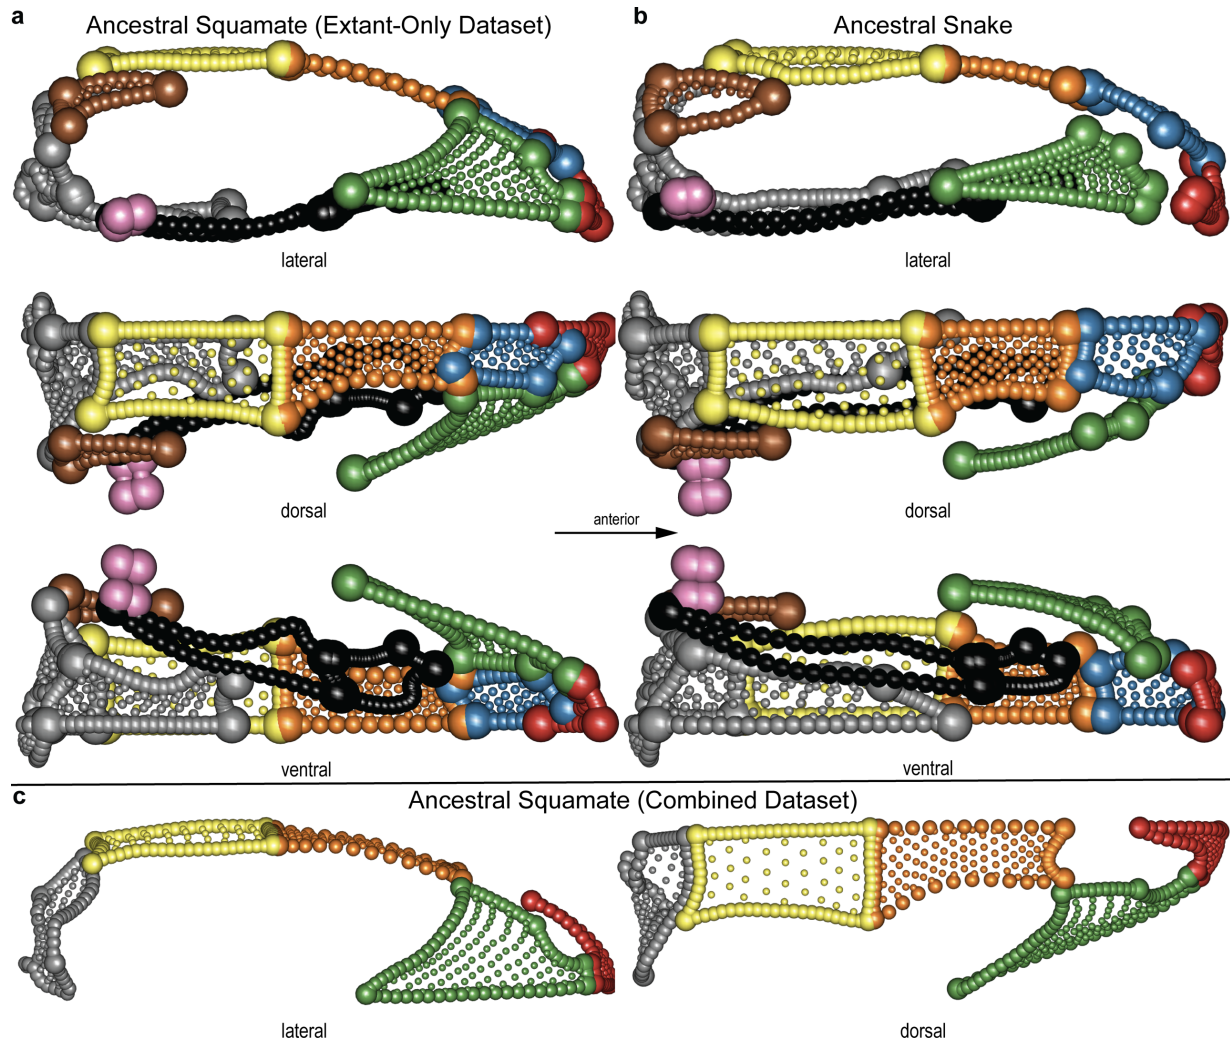 a
Ancestral Squamate (Extant-Only Dataset)
b
Ancestral Snake
lateral
lateral
dorsal
dorsal
anterior
ventral
ventral
c
Ancestral Squamate (Combined Dataset)
lateral
dorsal